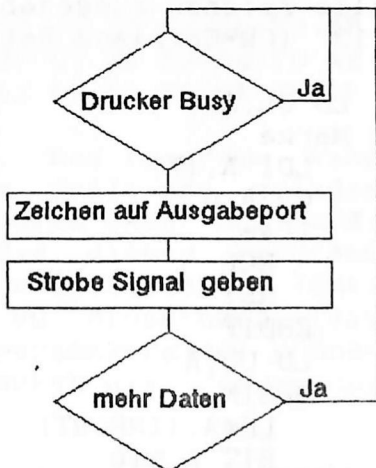 Drucker Busy
Ja
Zeichen auf Ausgabeport
Strobe Signal geben
mehr Daten
Ja